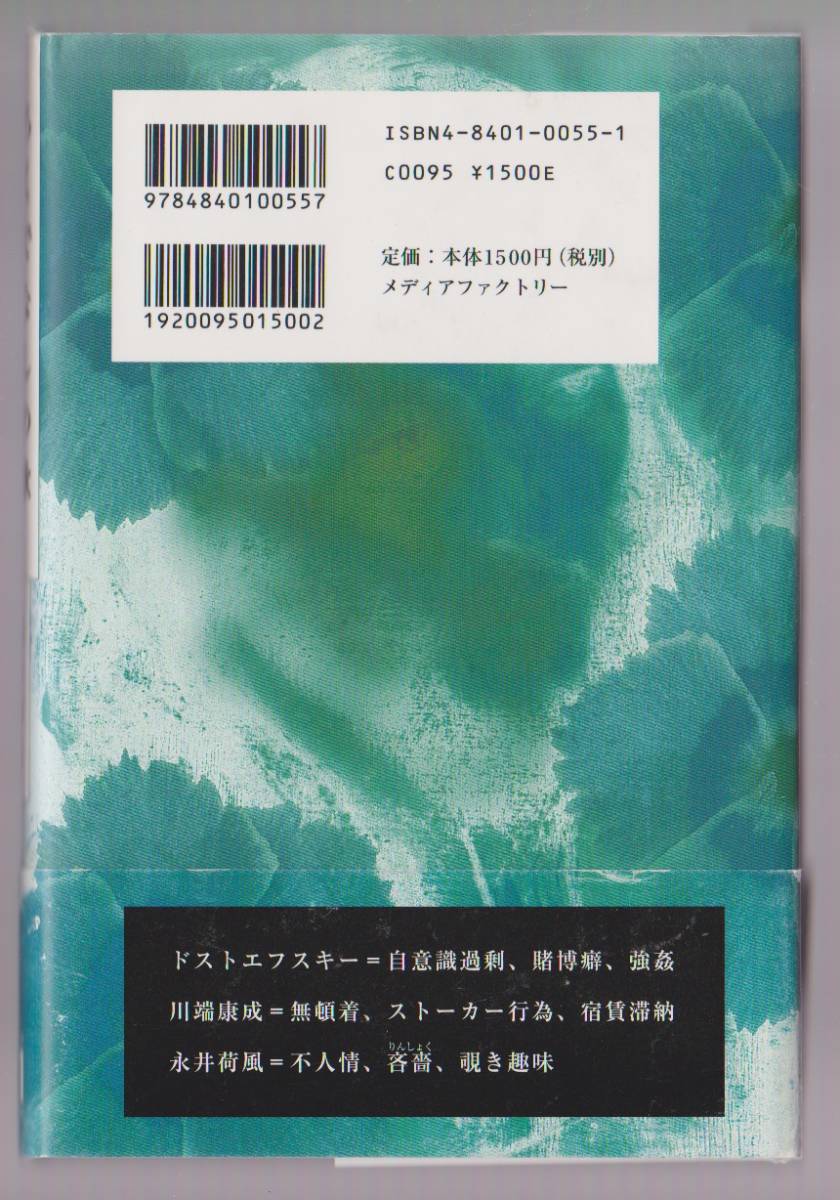 ISBN4-8401-0055-1
C0095 ¥1500E
9784840100557
定価：本体1500円（税別）
メディアファクトリー
1920095015002
ドストエフスキー＝自意識過剰、賭博癖、強姦
川端康成＝無頓着、ストーカー行為、宿賃滞納
りんしょく
永井荷風＝不人情、吝嗇、覗き趣味